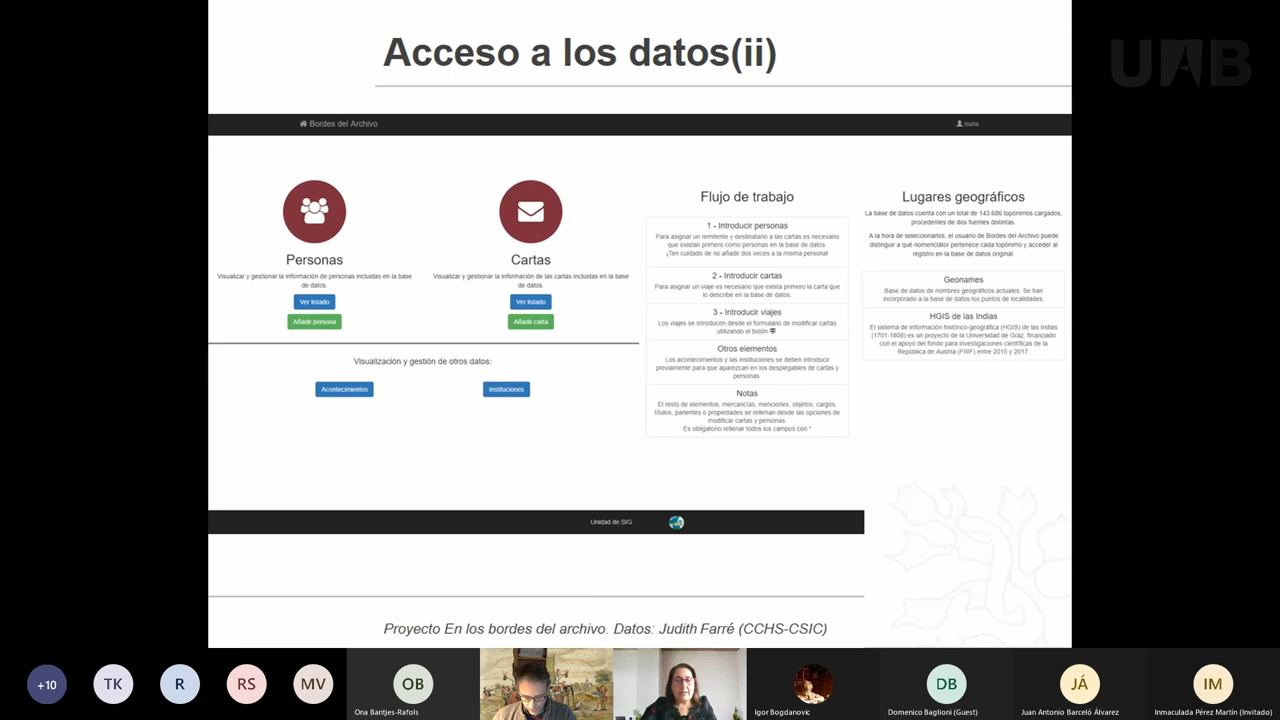 Acceso a los datos(ii)
UAB
Bordes del Archivo
nuria
Personas
Visualizar y gestionar la información de personas incluidas en la base
de datos
Ver listado
Añadir persona
Cartas
Visualizar y gestionar la información de las cartas incluidas en la base
de datos
Ver listado
Añadir carta
Visualización y gestión de otros datos:
Acontecimientos
Instituciones
Flujo de trabajo
1 - Introducir personas
Para asignar un remitente y destinatario a las cartas es necesario
que existan primero como personas en la base de datos.
¡Ten cuidado de no añadir dos veces a la misma persona!
2 - Introducir cartas
Para asignar un viaje es necesario que exista primero la carta que
lo describe en la base de datos.
3 - Introducir viajes
Los viajes se introducen desde el formulario de modificar cartas
utilizando el botón
Otros elementos
Los acontecimientos y las instituciones se deben introducir
previamente para que aparezcan en los desplegables de cartas y
personas.
Notas
El resto de elementos, mercancías, menciones, objetos, cargos,
títulos, parientes o propiedades se rellenan desde las opciones de
modificar cartas y personas.
Es obligatorio rellenar todos los campos con *
Lugares geográficos
La base de datos cuenta con un total de 143.686 topónimos cargados,
procedentes de dos fuentes distintas.
A la hora de seleccionarlos, el usuario de Bordes del Archivo puede
distinguir a qué nomenclátor pertenece cada topónimo y acceder al
registro en la base de datos original
Geonames
Base de datos de nombres geográficos actuales. Se han
incorporado a la base de datos los puntos de localidades.
HGIS de las Indias
El sistema de información histórico-geográfica (HGIS) de las Indias
(1701-1808) es un proyecto de la Universidad de Graz, financiado
con el apoyo del fondo para investigaciones científicas de la
República de Austria (FWF) entre 2015 y 2017.
Unidad de SIG
Proyecto En los bordes del archivo. Datos: Judith Farré (CCHS-CSIC)
+10
TK
R
RS
MV
OB
Ona Bantjes-Rafols
Igor Bogdanovic
DB
Domenico Baglioni (Guest)
JÁ
Juan Antonio Barceló Álvarez
IM
Inmaculada Pérez Martín (Invitado)